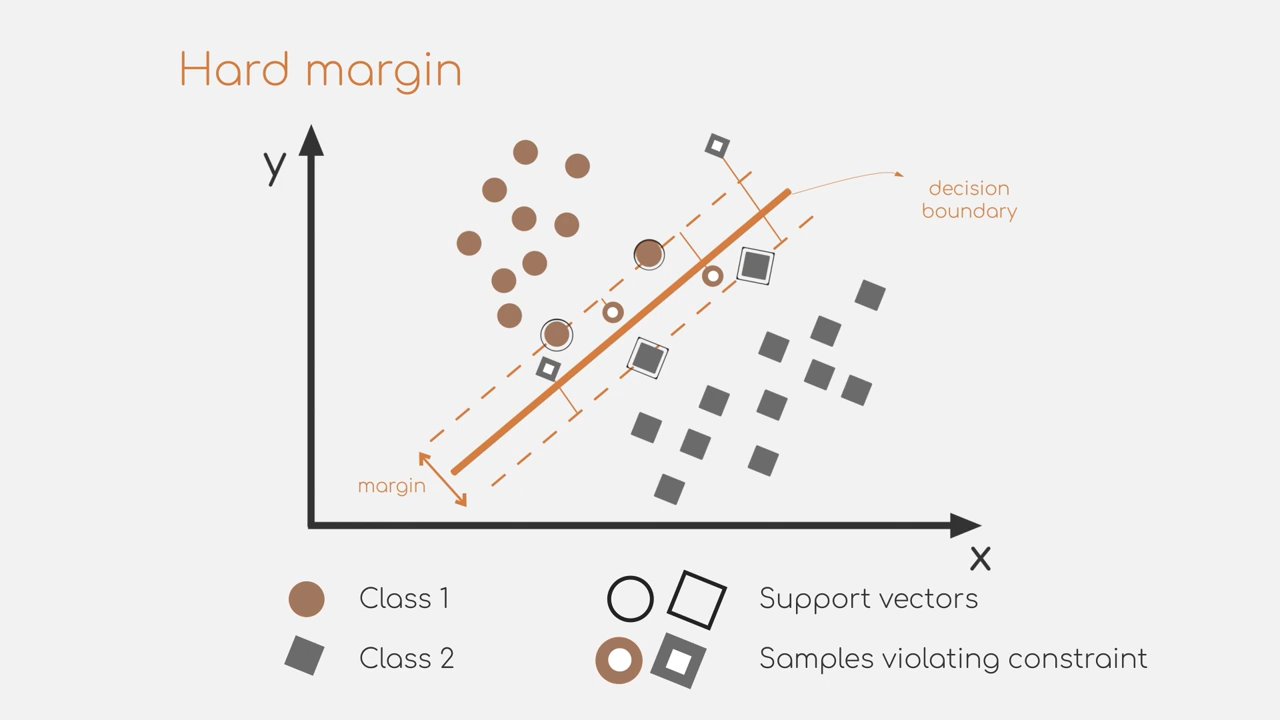 Hard margin
y
decision
boundary
margin
x
Class 1
Support vectors
Class 2
Samples violating constraint